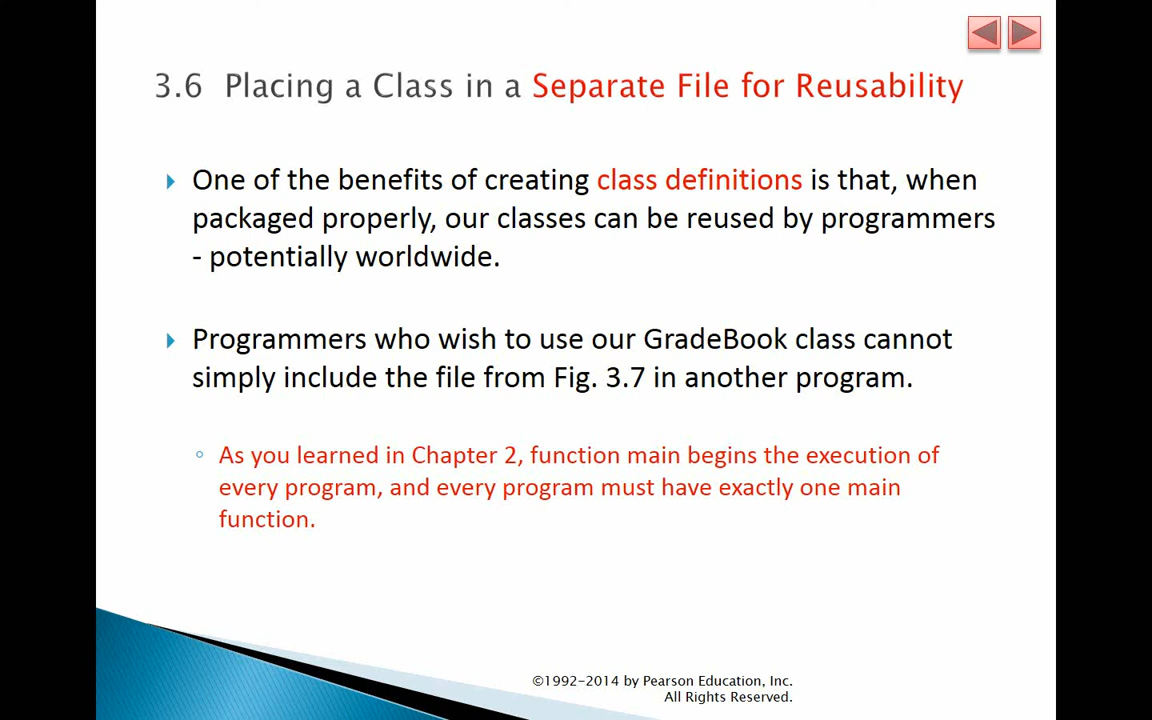 3.6 Placing a Class in a Separate File for Reusability
One of the benefits of creating class definitions is that, when
packaged properly, our classes can be reused by programmers
- potentially worldwide.
Programmers who wish to use our GradeBook class cannot
simply include the file from Fig. 3.7 in another program.
As you learned in Chapter 2, function main begins the execution of
every program, and every program must have exactly one main
function.
©1992-2014 by Pearson Education, Inc.
All Rights Reserved.